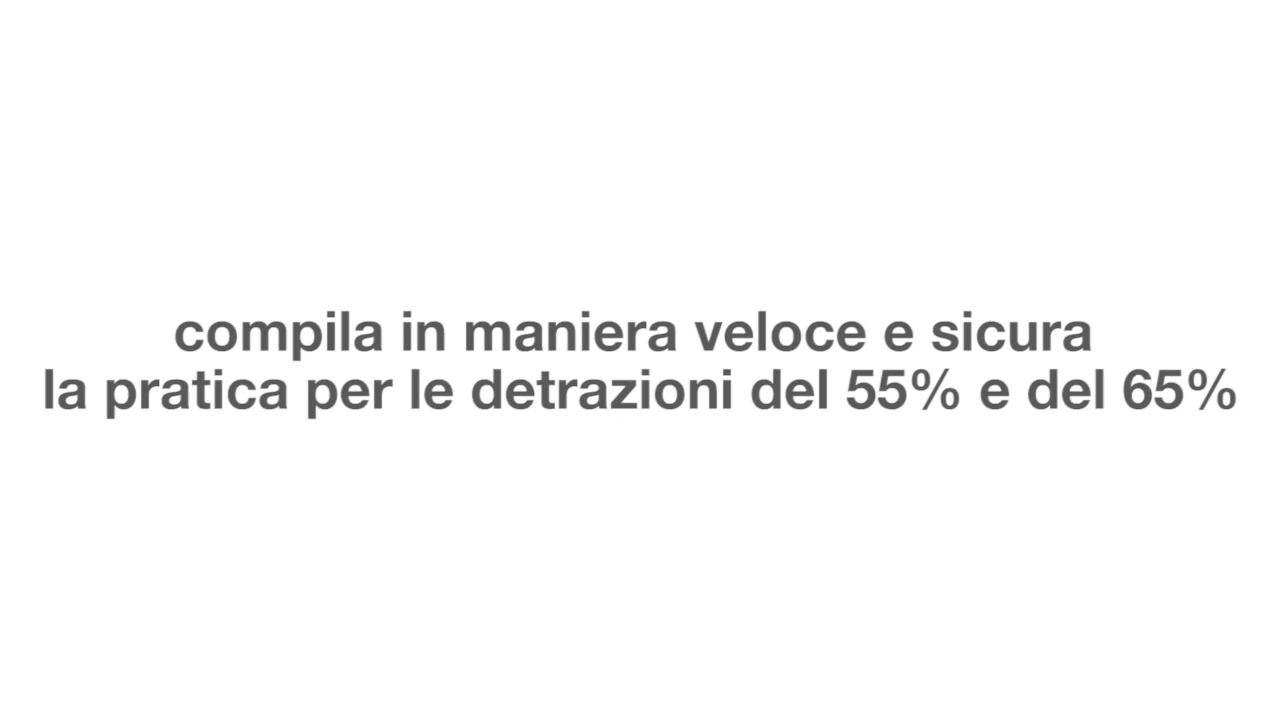 compila in maniera veloce e sicura
la pratica per le detrazioni del 55% e del 65%